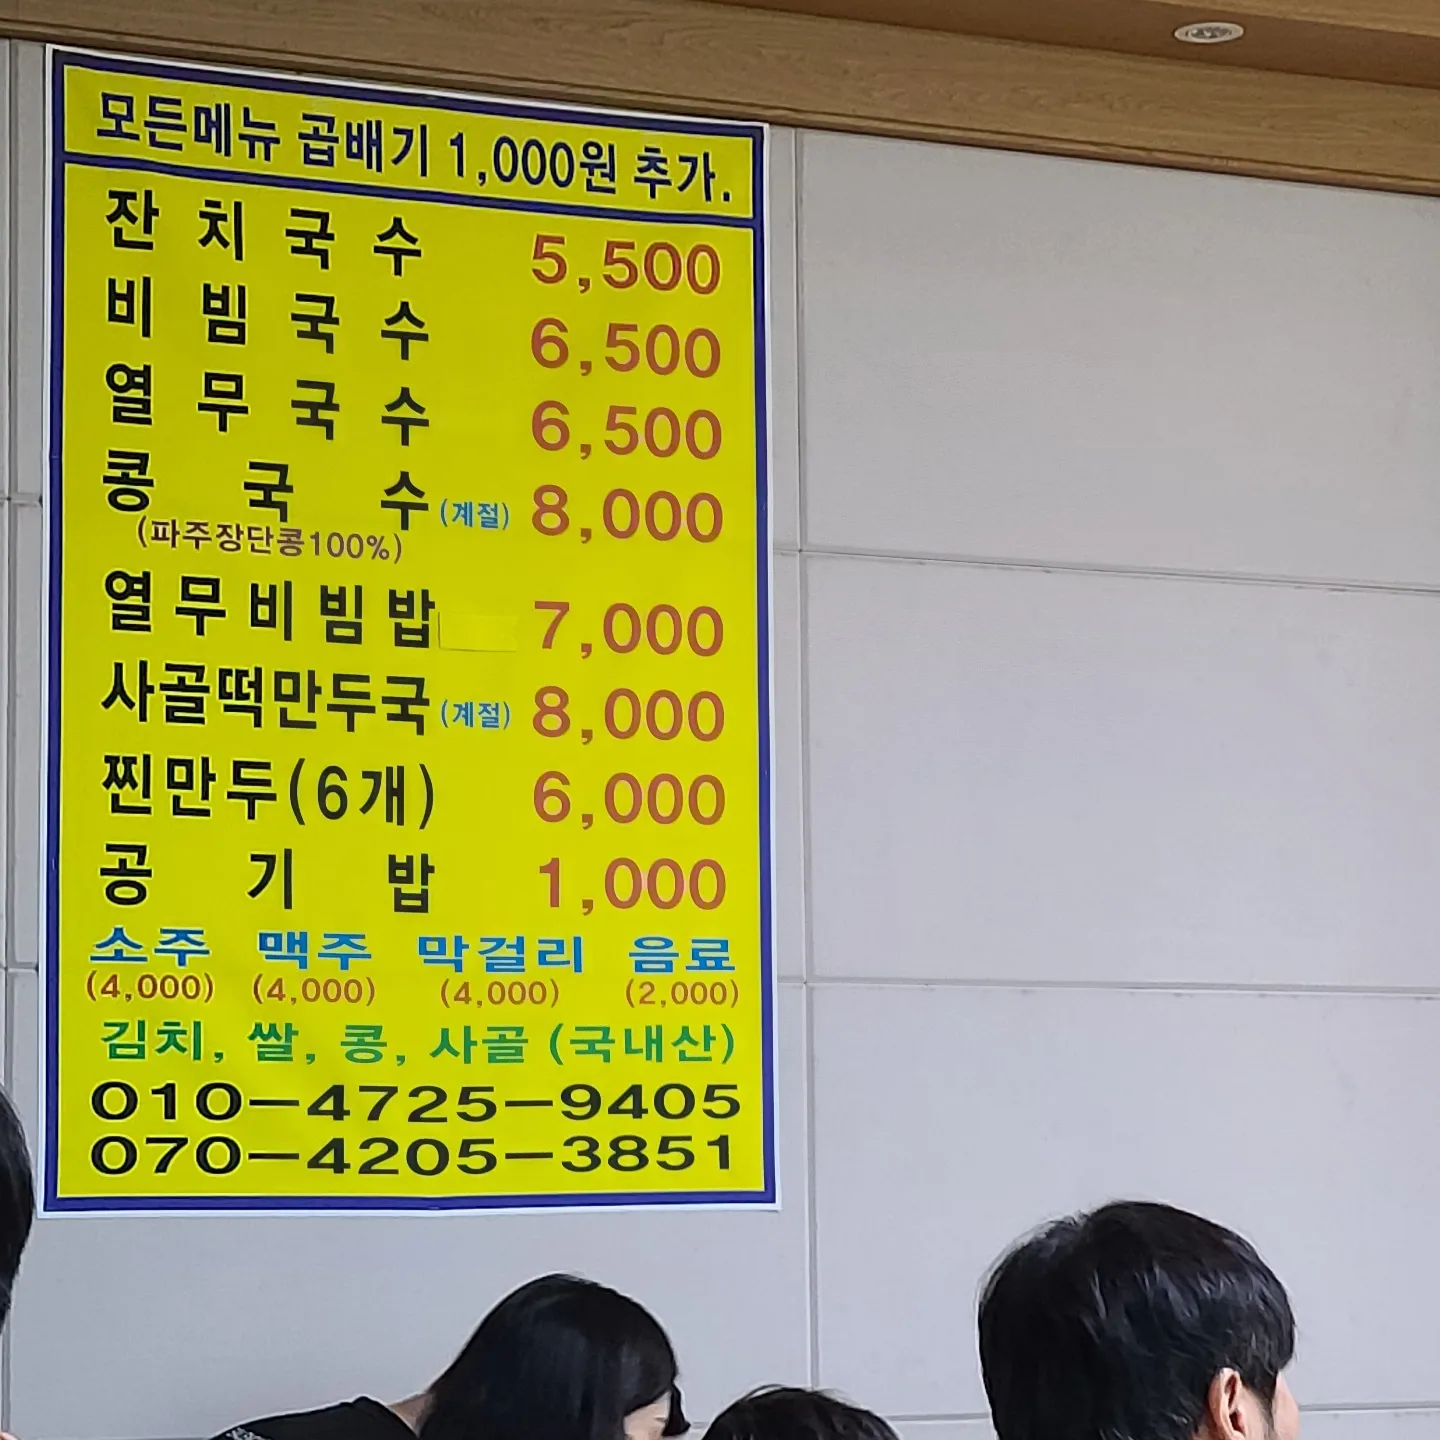 모든메뉴 곱배기 1,000원 추가.
잔치국수 5,500
비빔국수 6,500
열무국수 6,500
콩국수(계절) 8,000
(파주장단콩100%)
열무비빔밥 7,000
사골떡만두국(계절) 8,000
찐만두(6개) 6,000
공기밥 1,000
소주 맥주 막걸리 음료
(4,000) (4,000) (4,000) (2,000)
김치, 쌀, 콩, 사골 (국내산)
010-4725-9405
070-4205-3851